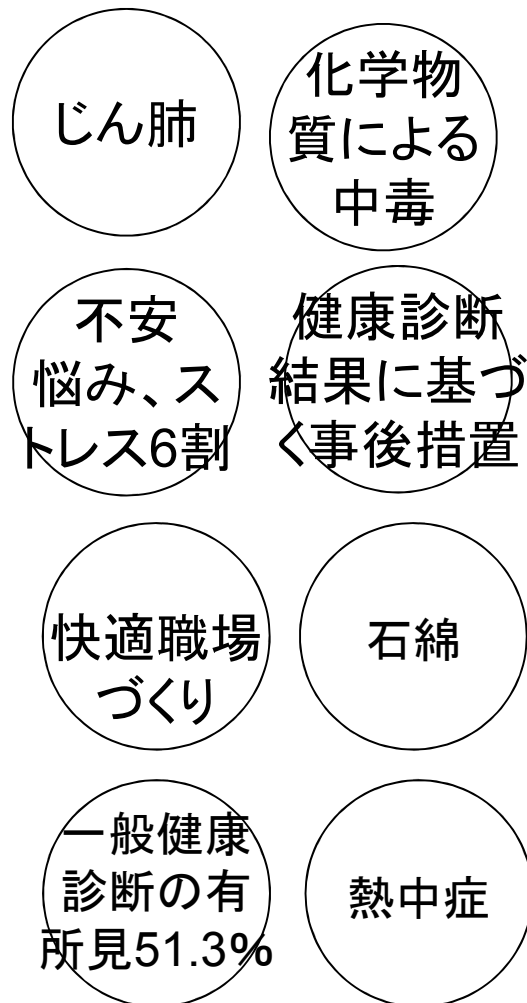 じん肺
化学物
質による
中毒
不安
悩み、ス
トレス6割
健康診断
結果に基づ
く事後措置
快適職場
づくり
石綿
一般健康
診断の有
所見51.3%
熱中症